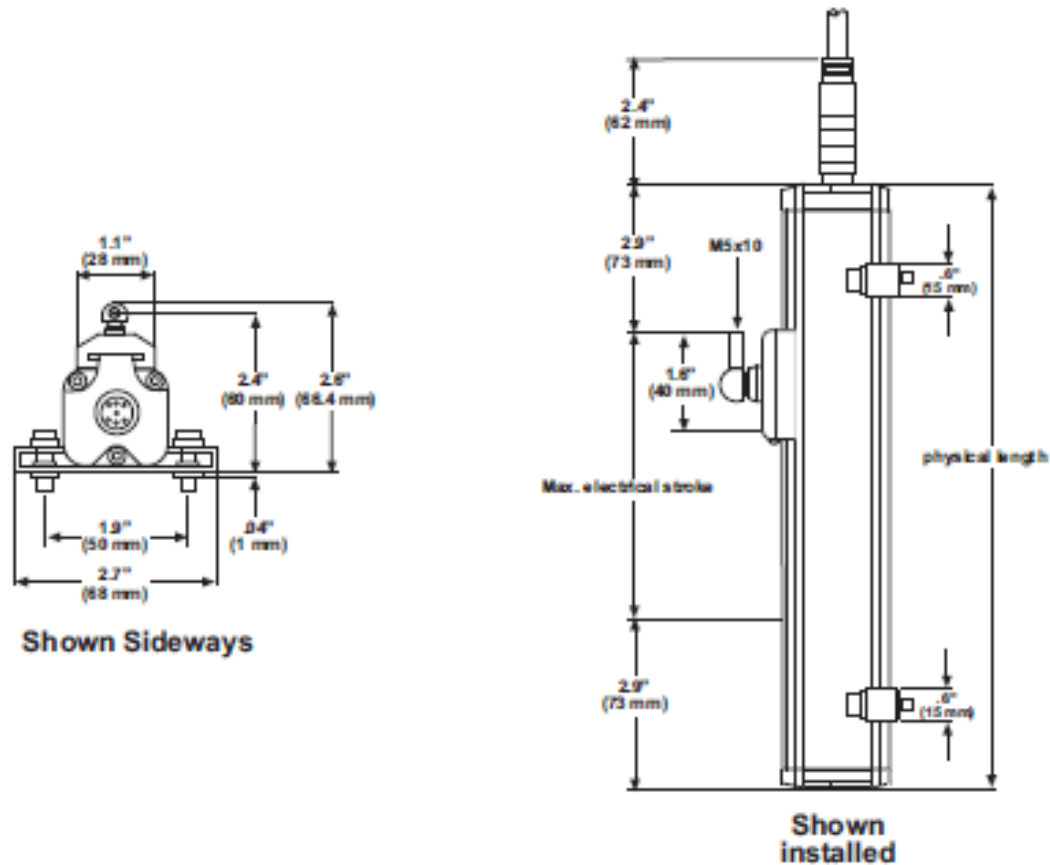 2.4"
(62 mm)
2.9"
(73 mm)
M5x10
.6"
(15 mm)
1.1"
(28 mm)
2.4"
(60 mm)
2.6"
(66.4 mm)
1.6"
(40 mm)
physical length
Max. electrical stroke
1.9"
(50 mm)
.04"
(1 mm)
2.7"
(68 mm)
Shown Sideways
2.9"
(73 mm)
.6"
(15 mm)
Shown
installed